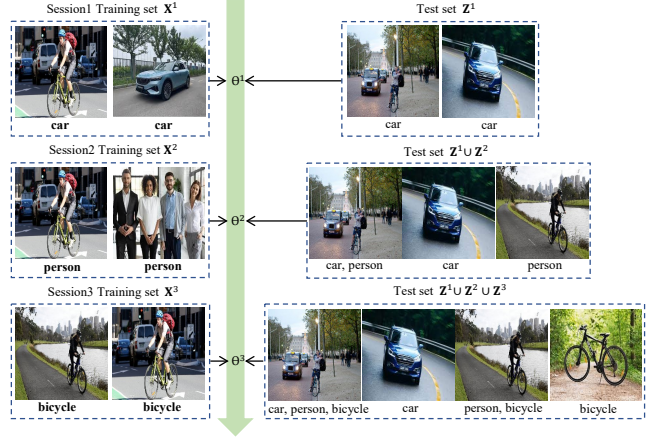 Session1 Training set X¹
Test set Z¹
car car
θ¹
car car
Session2 Training set X²
Test set Z¹∪ Z²
person person
θ²
car, person car person
Session3 Training set X³
Test set Z¹∪ Z² ∪ Z³
bicycle bicycle
θ³
car, person, bicycle car person, bicycle bicycle